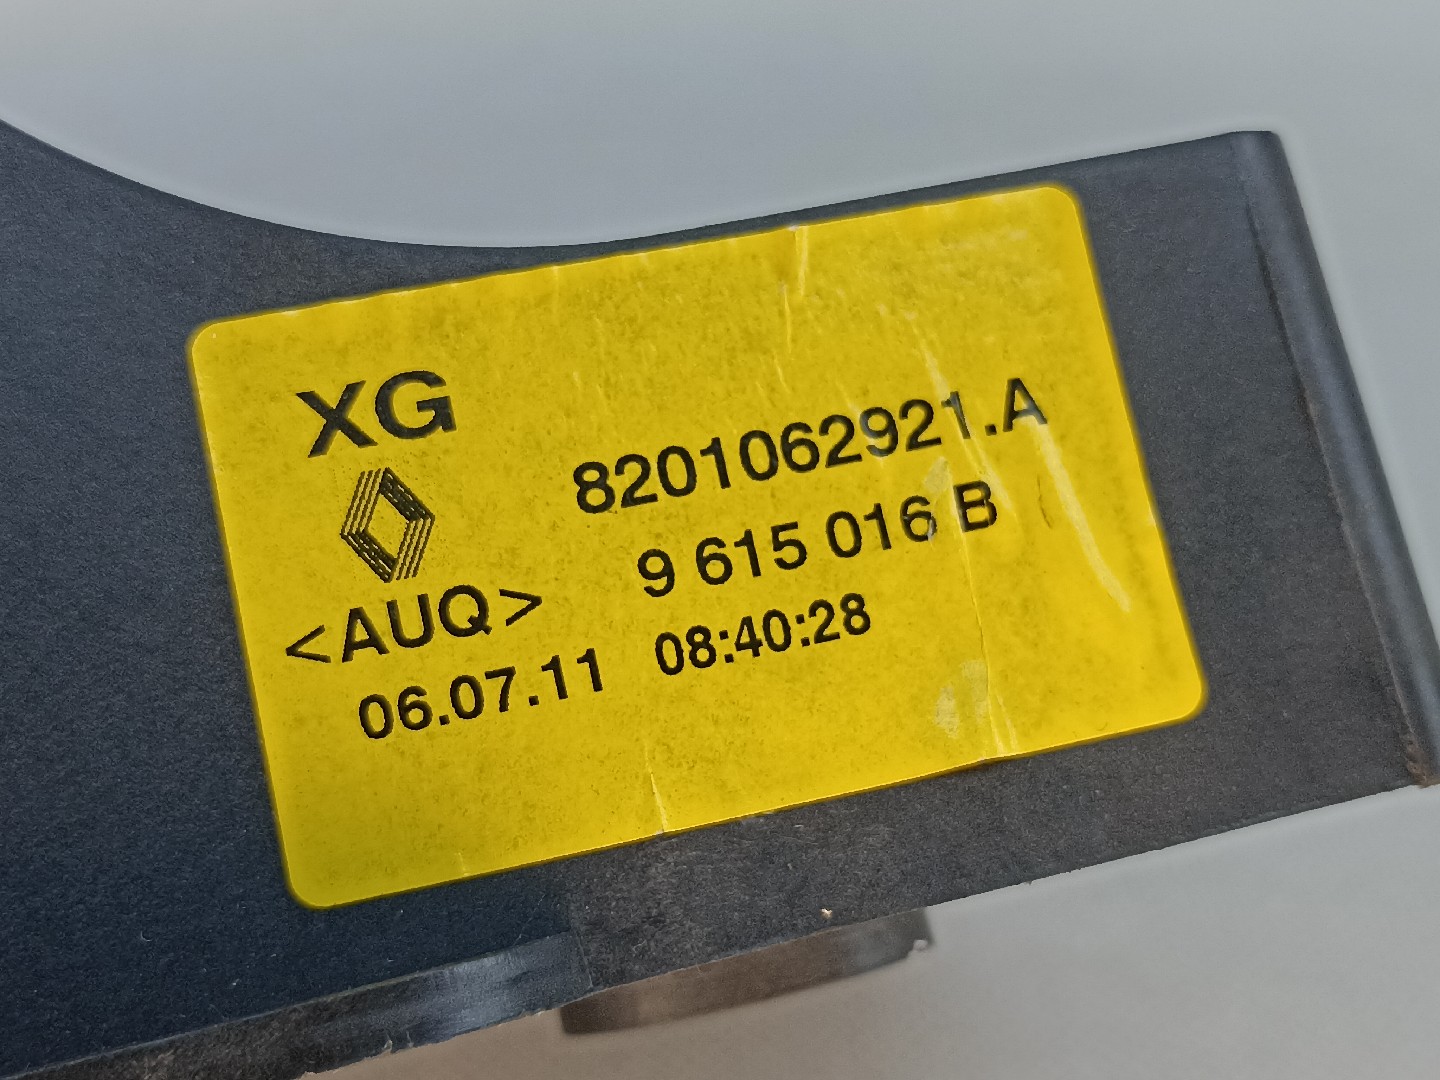 XG
8201062921.A
9 615 016 B
<AUQ>
06.07.11 08:40:28